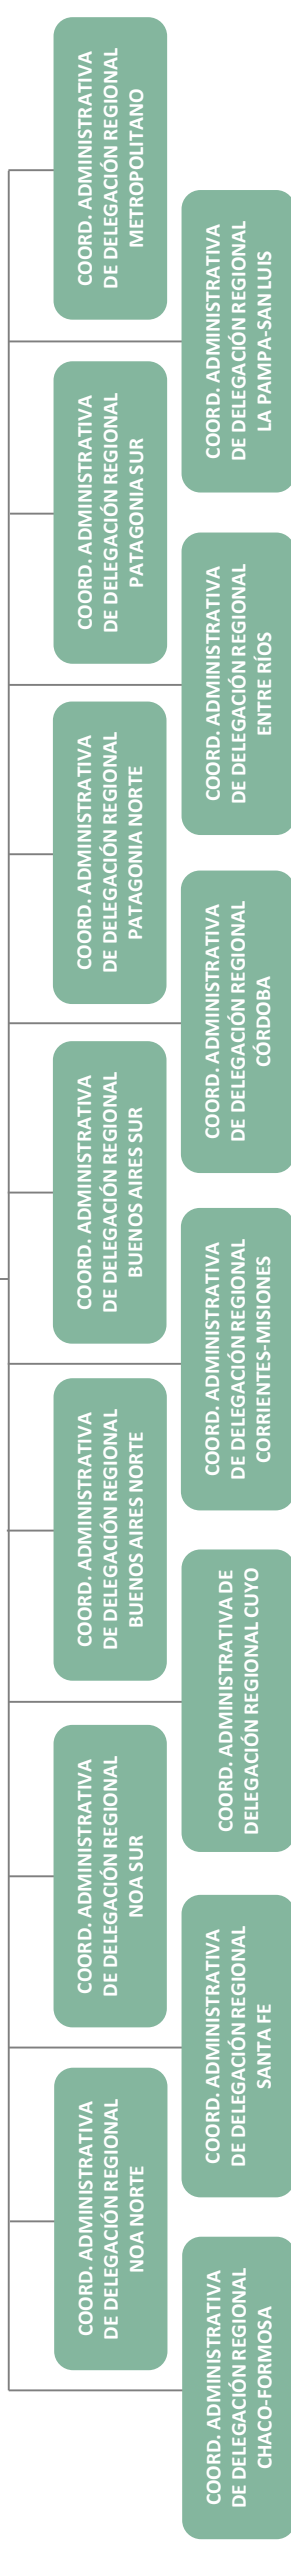 COORD. ADMINISTRATIVA
DE DELEGACIÓN REGIONAL
NOA NORTE
COORD. ADMINISTRATIVA
DE DELEGACIÓN REGIONAL
NOA SUR
COORD. ADMINISTRATIVA
DE DELEGACIÓN REGIONAL
BUENOS AIRES NORTE
COORD. ADMINISTRATIVA
DE DELEGACIÓN REGIONAL
BUENOS AIRES SUR
COORD. ADMINISTRATIVA
DE DELEGACIÓN REGIONAL
PATAGONIA NORTE
COORD. ADMINISTRATIVA
DE DELEGACIÓN REGIONAL
PATAGONIA SUR
COORD. ADMINISTRATIVA
DE DELEGACIÓN REGIONAL
METROPOLITANO
COORD. ADMINISTRATIVA
DE DELEGACIÓN REGIONAL
CHACO-FORMOSA
COORD. ADMINISTRATIVA
DE DELEGACIÓN REGIONAL
SANTA FE
COORD. ADMINISTRATIVA DE
DELEGACIÓN REGIONAL CUYO
COORD. ADMINISTRATIVA
DE DELEGACIÓN REGIONAL
CORRIENTES-MISIONES
COORD. ADMINISTRATIVA
DE DELEGACIÓN REGIONAL
CÓRDOBA
COORD. ADMINISTRATIVA
DE DELEGACIÓN REGIONAL
ENTRE RÍOS
COORD. ADMINISTRATIVA
DE DELEGACIÓN REGIONAL
LA PAMPA-SAN LUIS